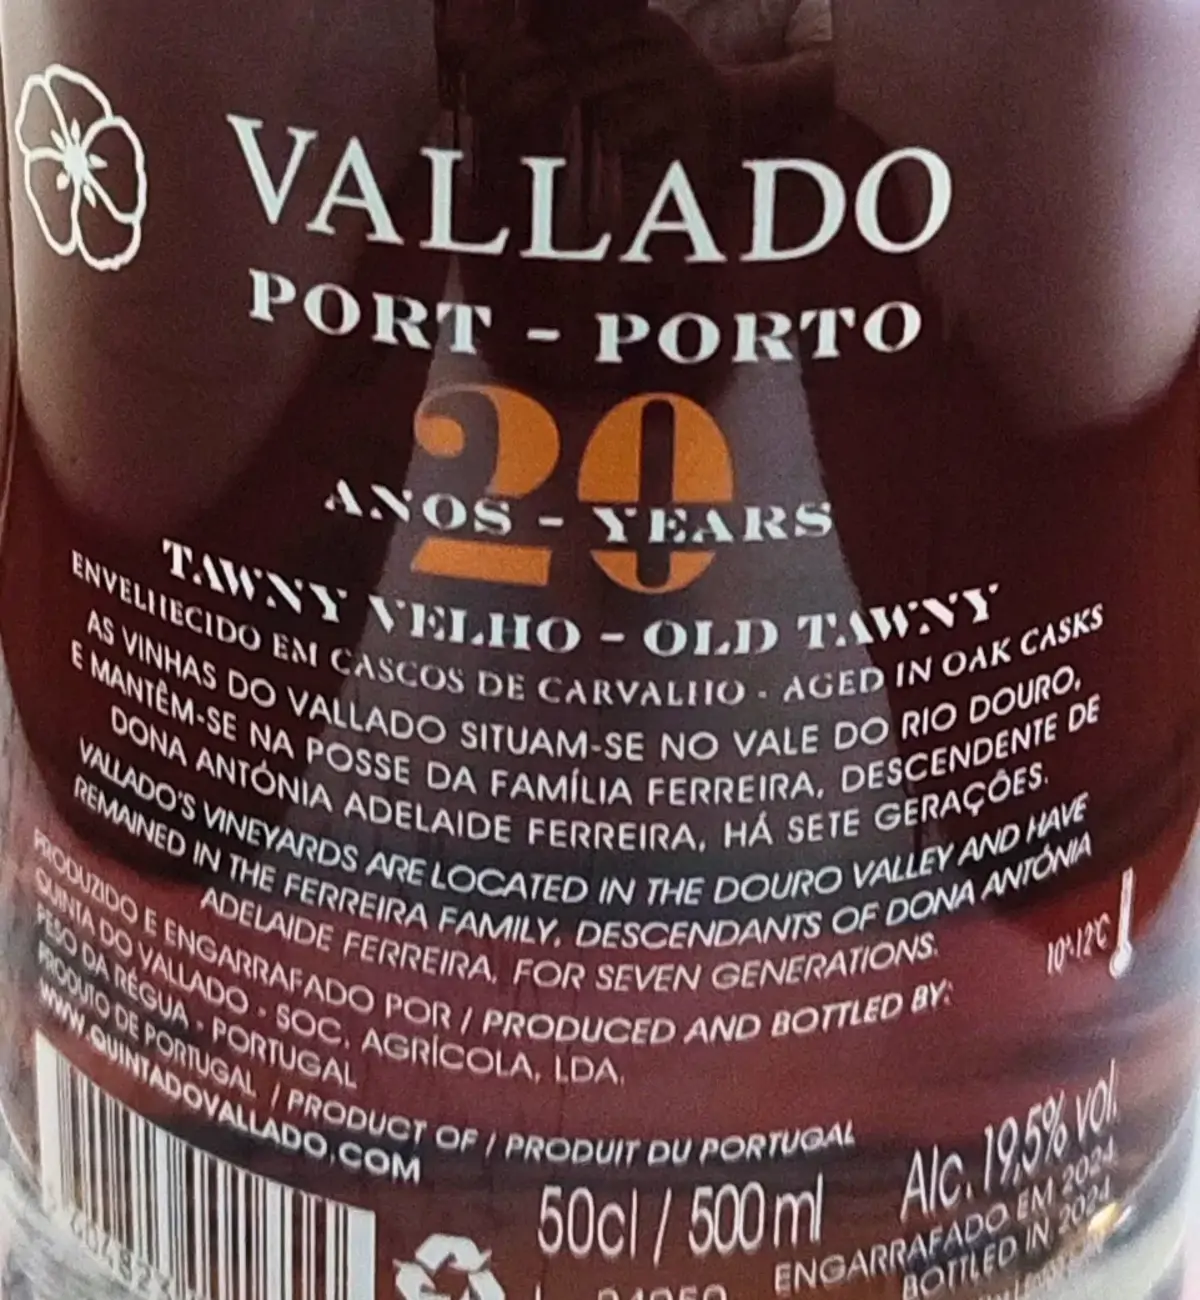 VALLADO
PORT - PORTO
20
ANOS - YEARS
TAWNY VELHO - OLD TAWNY
ENVELHECIDO EM CASCOS DE CARVALHO - AGED IN OAK CASKS
AS VINHAS DO VALLADO SITUAM-SE NO VALE DO RIO DOURO,
E MANTÊM-SE NA POSSE DA FAMÍLIA FERREIRA, DESCENDENTE DE
DONA ANTÓNIA ADELAIDE FERREIRA, HÁ SETE GERAÇÕES.
VALLADO'S VINEYARDS ARE LOCATED IN THE DOURO VALLEY AND HAVE
REMAINED IN THE FERREIRA FAMILY, DESCENDANTS OF DONA ANTÓNIA
ADELAIDE FERREIRA, FOR SEVEN GENERATIONS.
10º-12ºC
PRODUZIDO E ENGARRAFADO POR / PRODUCED AND BOTTLED BY:
QUINTA DO VALLADO - SOC. AGRÍCOLA, LDA.
PESO DA RÉGUA - PORTUGAL
PRODUTO DE PORTUGAL / PRODUCT OF / PRODUIT DU PORTUGAL
WWW.QUINTADOVALLADO.COM
50cl / 500 ml
Alc. 19,5% vol.
ENGARRAFADO EM 2024
BOTTLED IN 2024